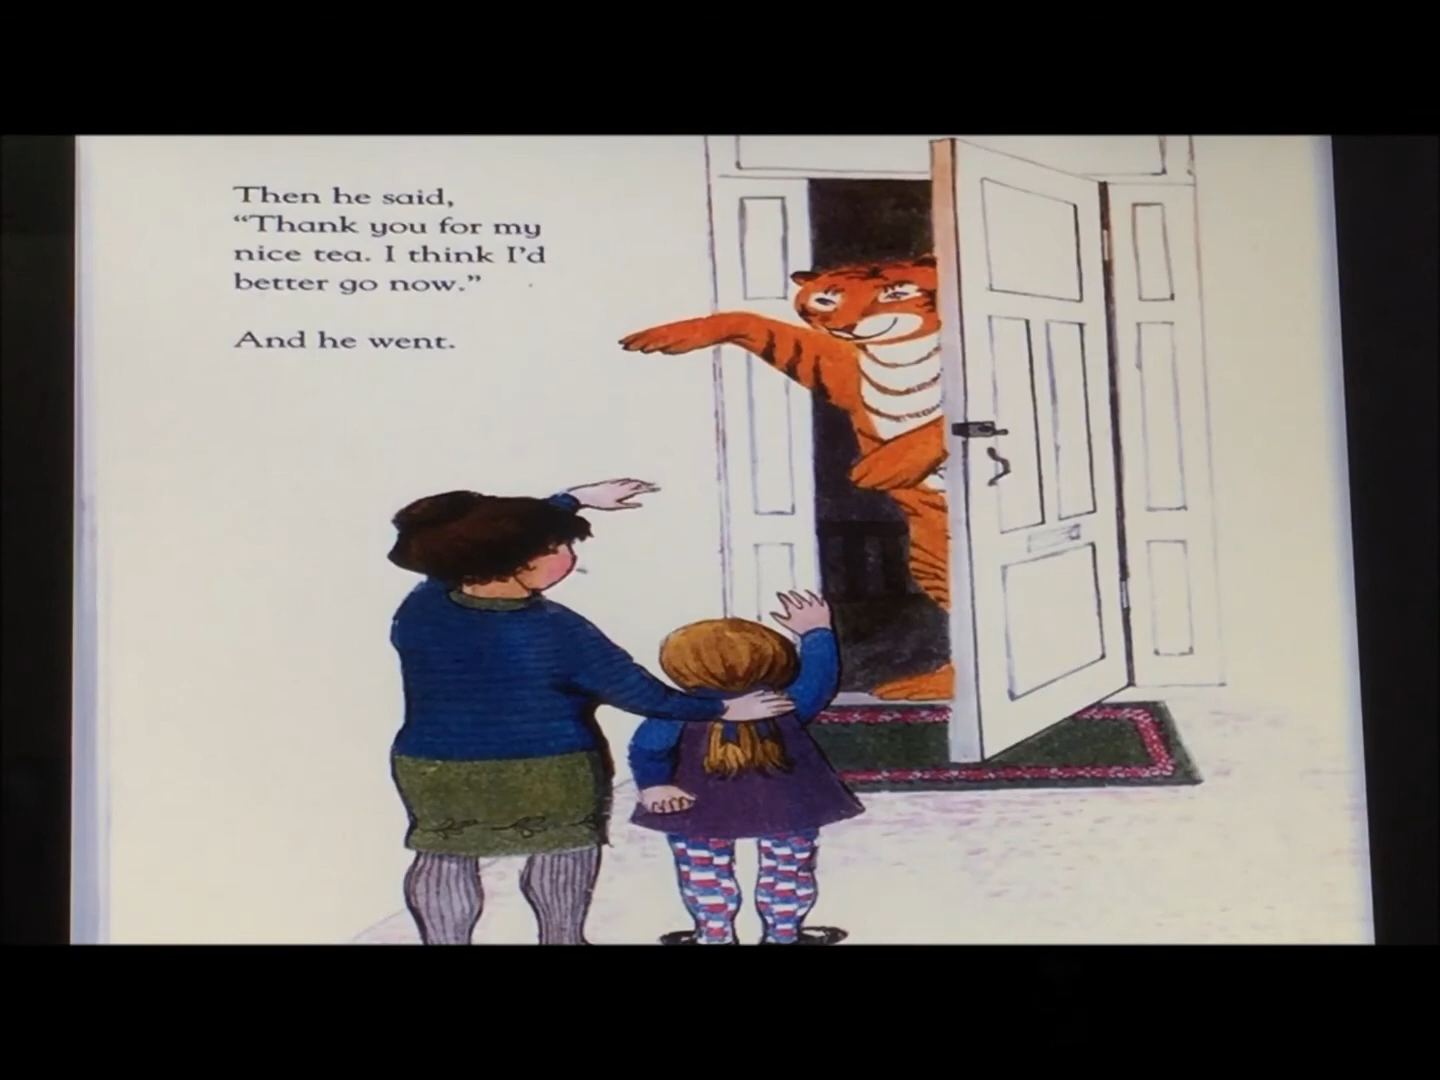 Then he said,
“Thank you for my
nice tea. I think I’d
better go now.”
And he went.